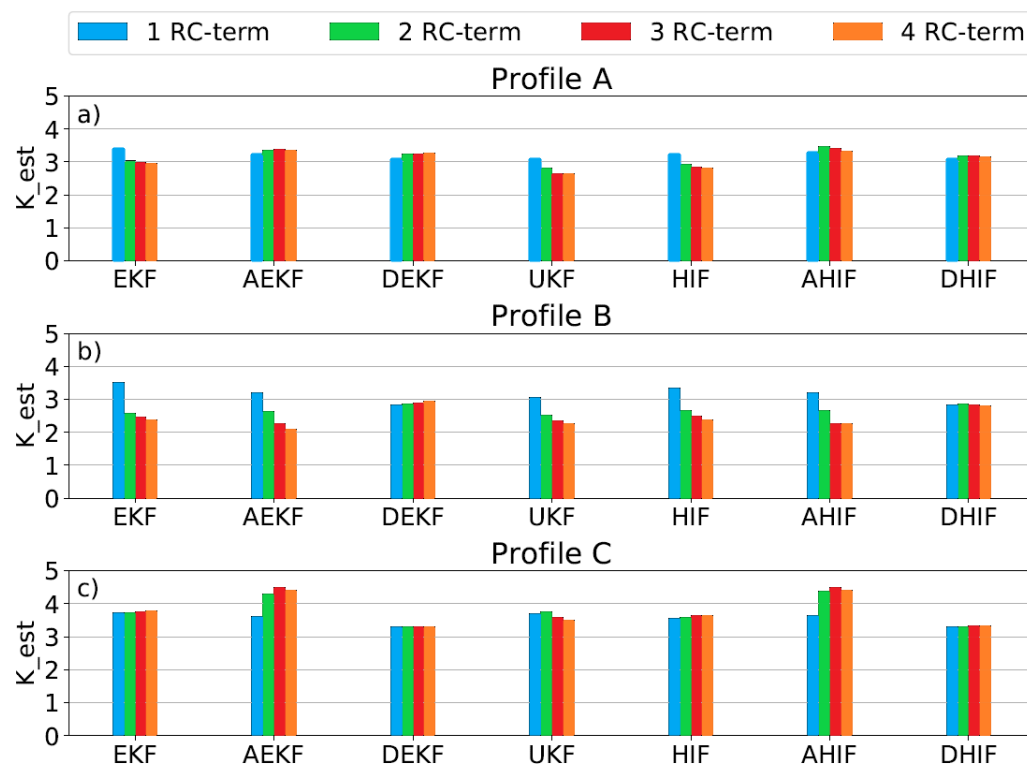 1 RC-term 2 RC-term 3 RC-term 4 RC-term
Profile A
a)
K_est
5
4
3
2
1
0
EKF AEKF DEKF UKF HIF AHIF DHIF
Profile B
b)
K_est
5
4
3
2
1
0
EKF AEKF DEKF UKF HIF AHIF DHIF
Profile C
c)
K_est
5
4
3
2
1
0
EKF AEKF DEKF UKF HIF AHIF DHIF